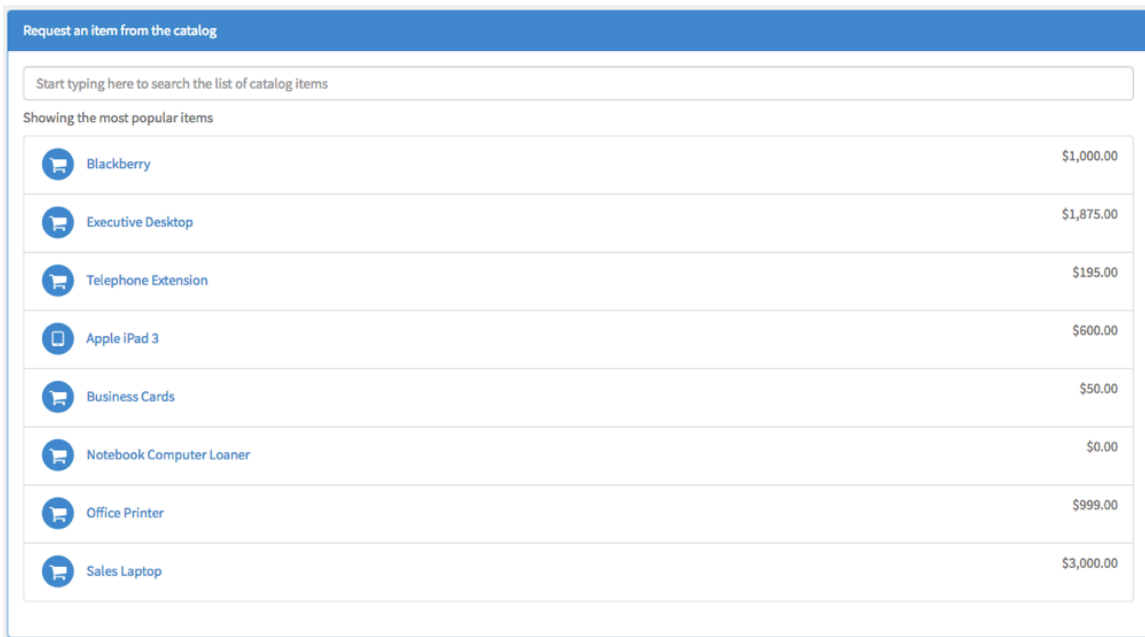 Request an item from the catalog
Start typing here to search the list of catalog items
Showing the most popular items
Blackberry $1,000.00
Executive Desktop $1,875.00
Telephone Extension $195.00
Apple iPad 3 $600.00
Business Cards $50.00
Notebook Computer Loaner $0.00
Office Printer $999.00
Sales Laptop $3,000.00